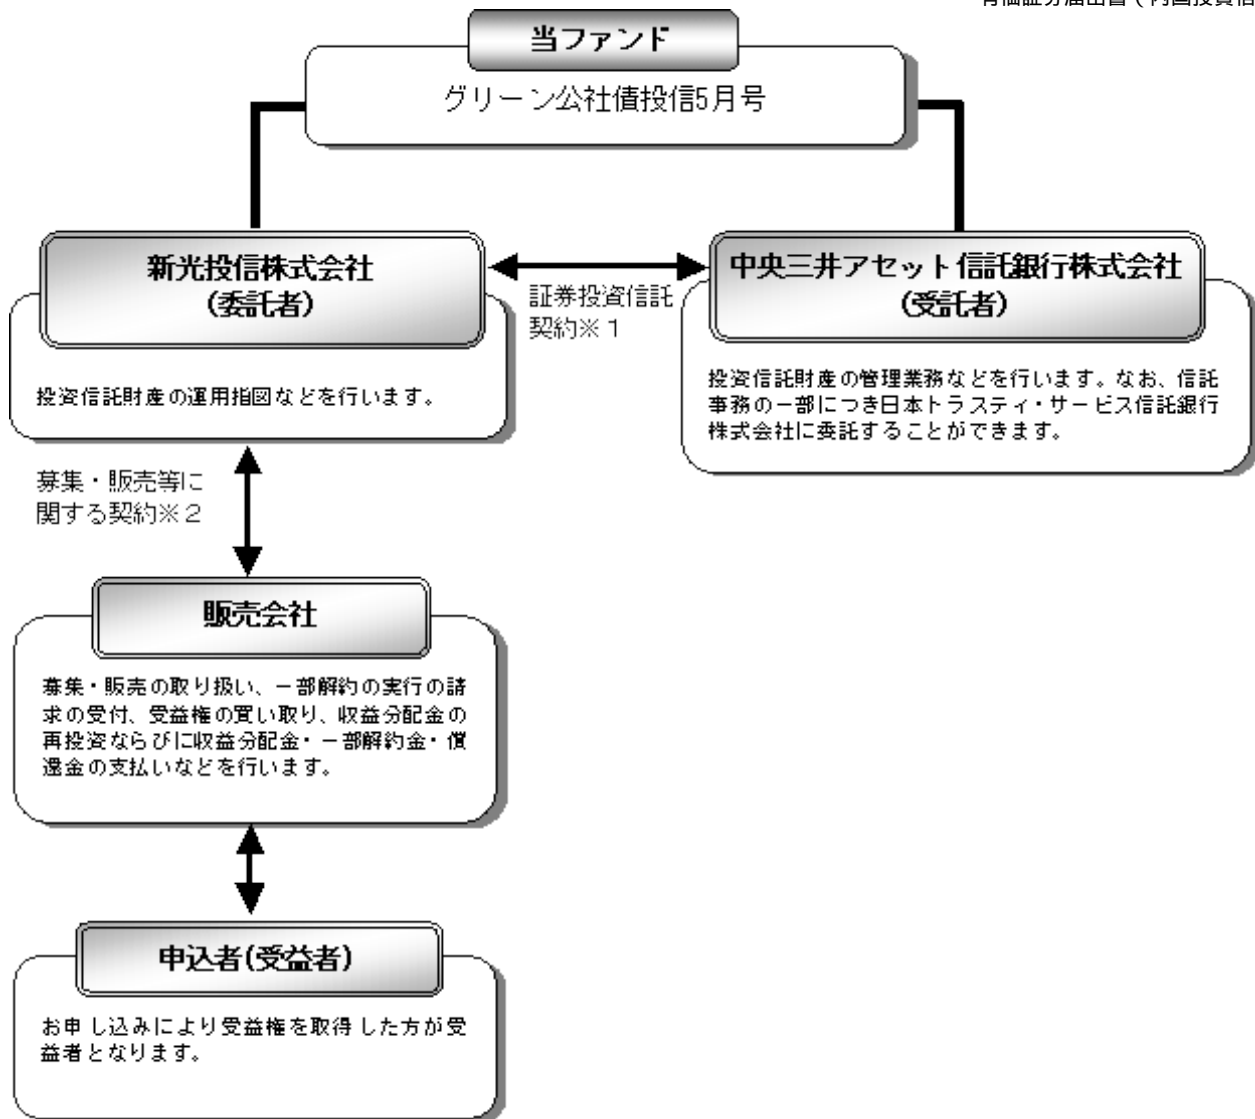 当ファンド
グリーン公社債投信5月号
新光投信株式会社
(委託者)
投資信託財産の運用指図などを行います。
証券投資信託
契約※１
中央三井アセット信託銀行株式会社
(受託者)
投資信託財産の管理業務などを行います。なお、信託
事務の一部につき日本トラスティ・サービス信託銀行
株式会社に委託することができます。
募集・販売等に
関する契約※２
販売会社
募集・販売の取り扱い、一部解約の実行の請
求の受付、受益権の買い取り、収益分配金の
再投資ならびに収益分配金・一部解約金・償
還金の支払いなどを行います。
申込者(受益者)
お申し込みにより受益権を取得した方が受
益者となります。